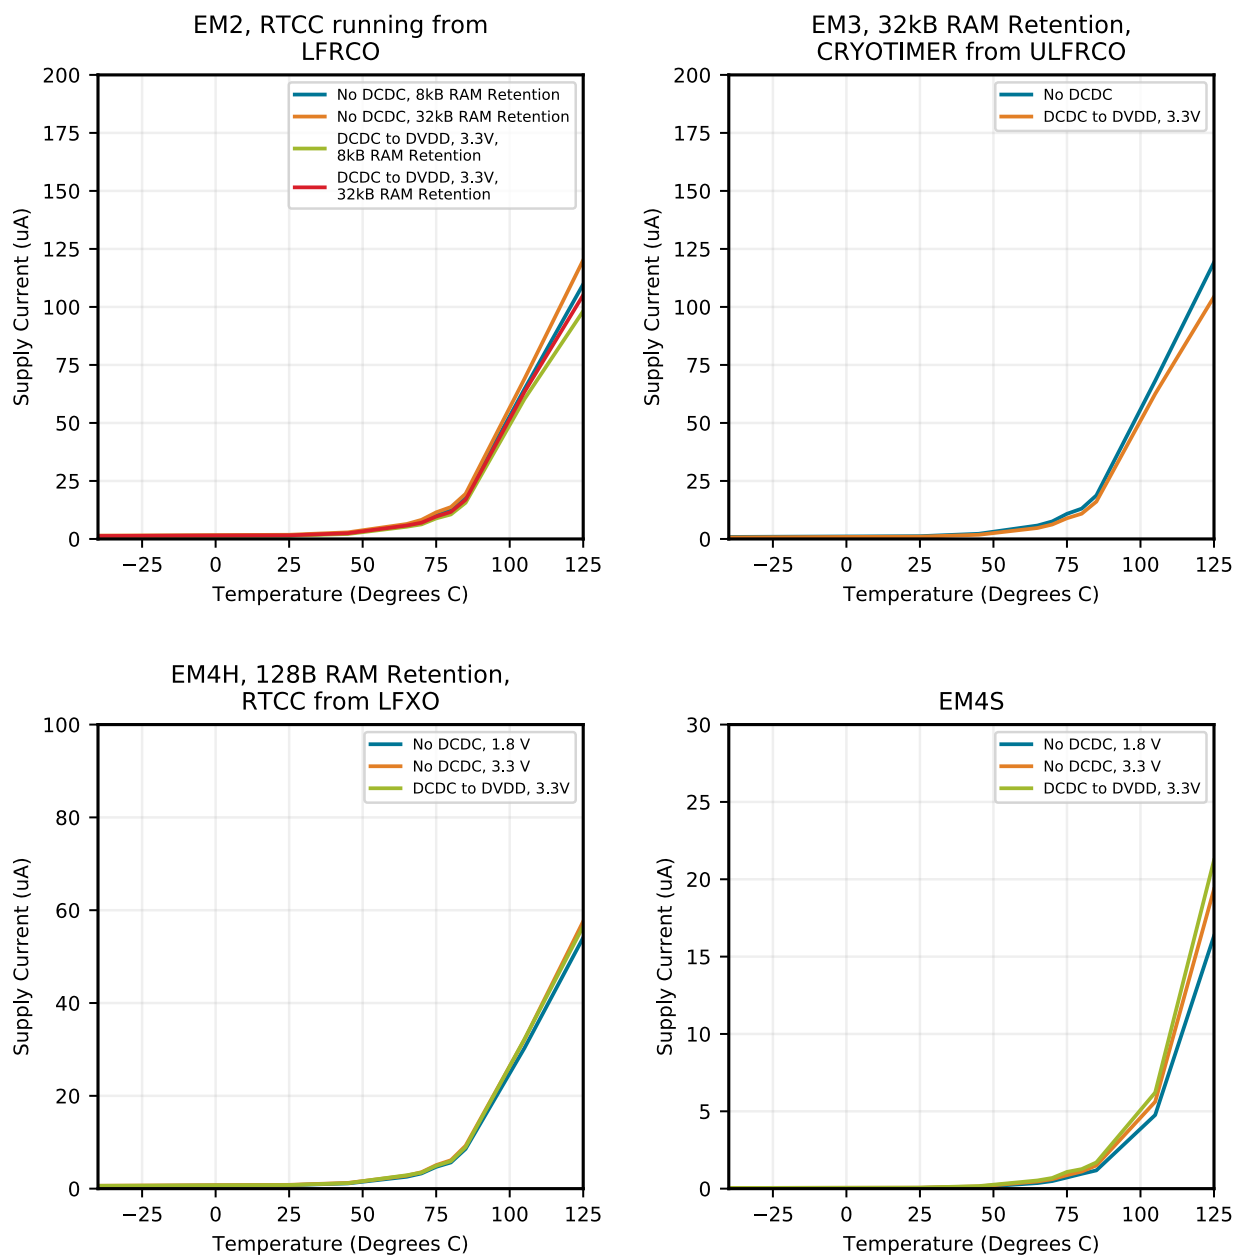 EM2, RTCC running from
LFRCO
200
175
150
125
100
75
50
25
0
Supply Current (uA)
No DCDC, 8kB RAM Retention
No DCDC, 32kB RAM Retention
DCDC to DVDD, 3.3V,
8kB RAM Retention
DCDC to DVDD, 3.3V,
32kB RAM Retention
−25 0 25 50 75 100 125
Temperature (Degrees C)
EM3, 32kB RAM Retention,
CRYOTIMER from ULFRCO
200
175
150
125
100
75
50
25
0
Supply Current (uA)
No DCDC
DCDC to DVDD, 3.3V
−25 0 25 50 75 100 125
Temperature (Degrees C)
EM4H, 128B RAM Retention,
RTCC from LFXO
100
80
60
40
20
0
Supply Current (uA)
No DCDC, 1.8 V
No DCDC, 3.3 V
DCDC to DVDD, 3.3V
−25 0 25 50 75 100 125
Temperature (Degrees C)
EM4S
30
25
20
15
10
5
0
Supply Current (uA)
No DCDC, 1.8 V
No DCDC, 3.3 V
DCDC to DVDD, 3.3V
−25 0 25 50 75 100 125
Temperature (Degrees C)